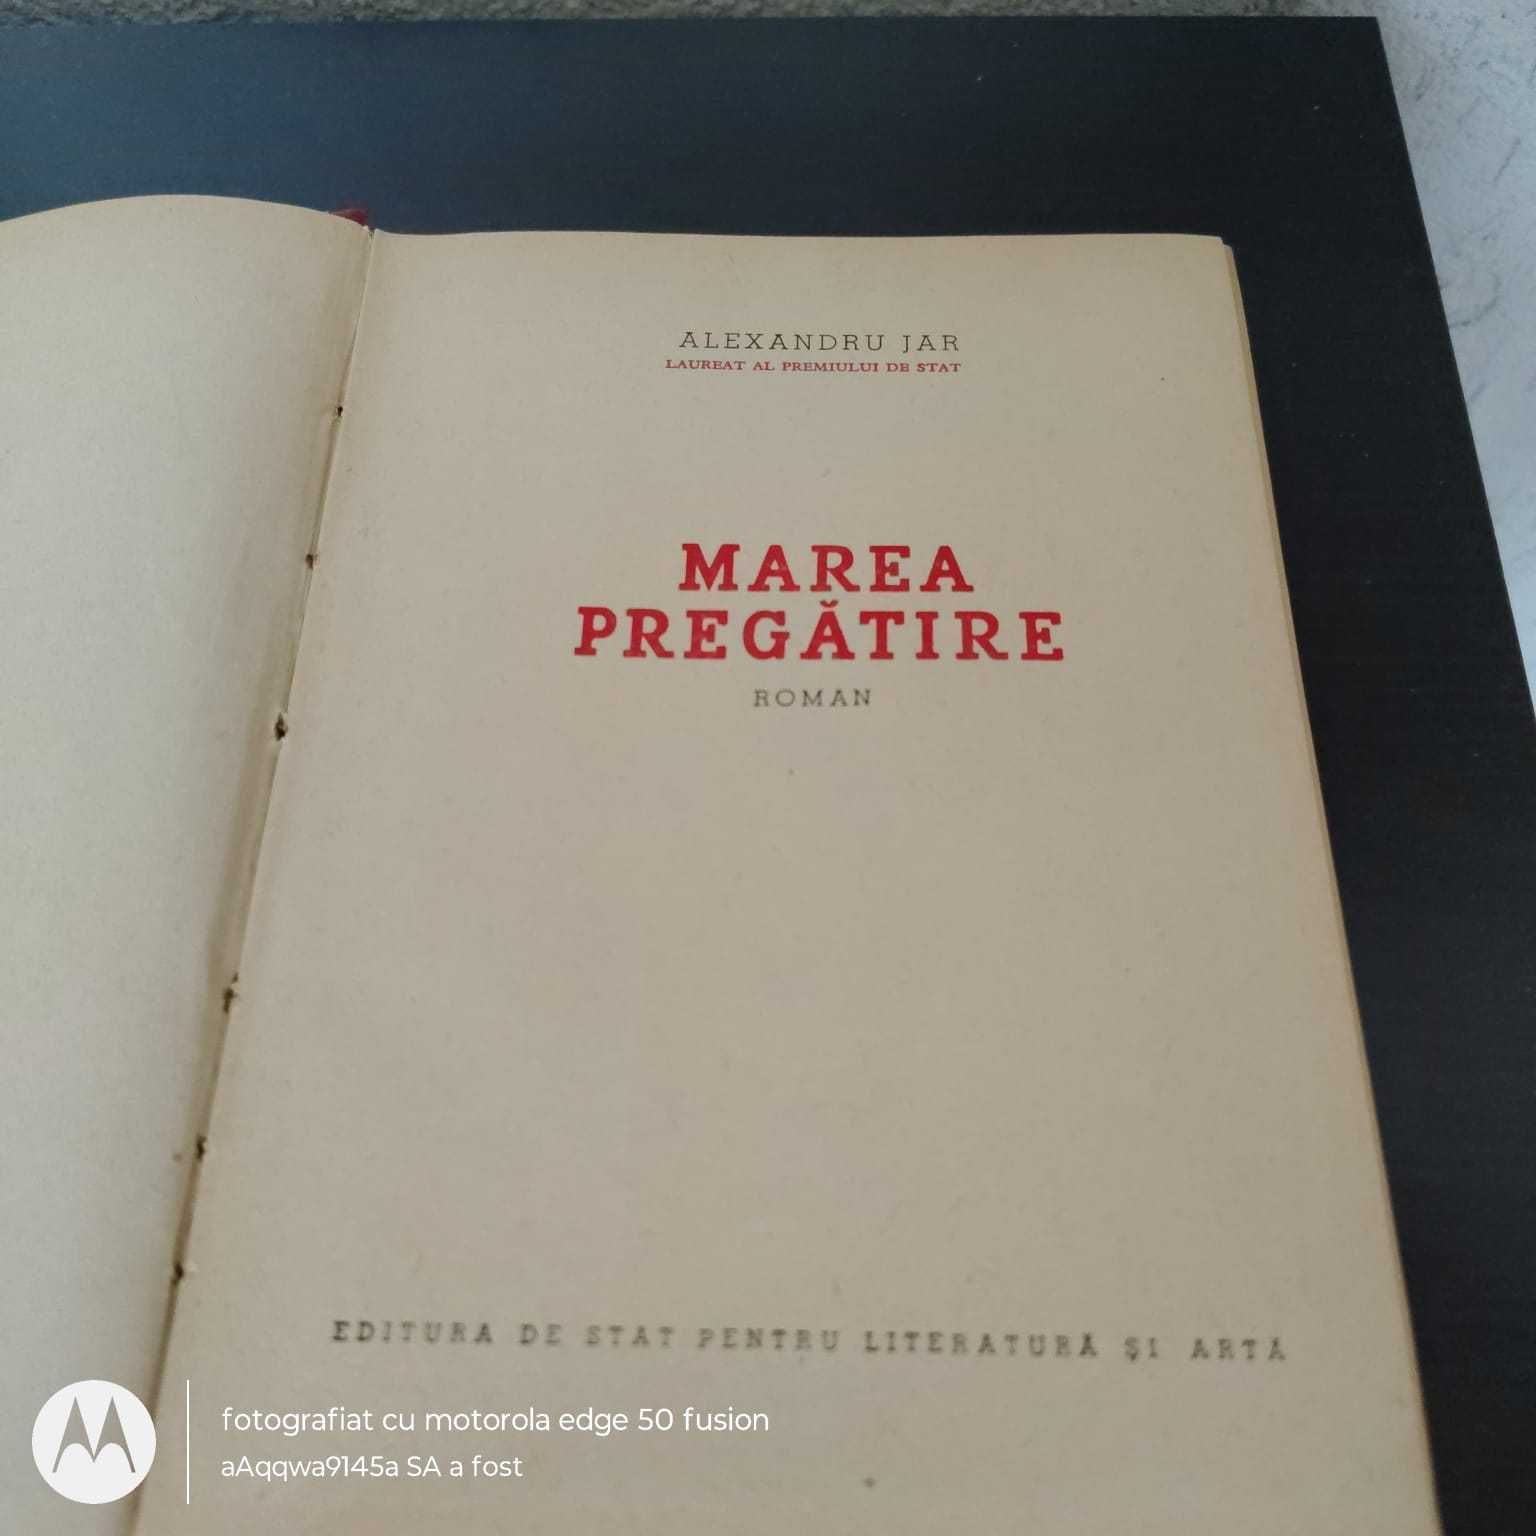 ALEXANDRU JAR
LAUREAT AL PREMIULUI DE STAT
MAREA
PREGĂTIRE
ROMAN
EDITURA DE STAT PENTRU LITERATURĂ ȘI ARTĂ
fotografiat cu motorola edge 50 fusion
aAqqwa9145a SA a fost